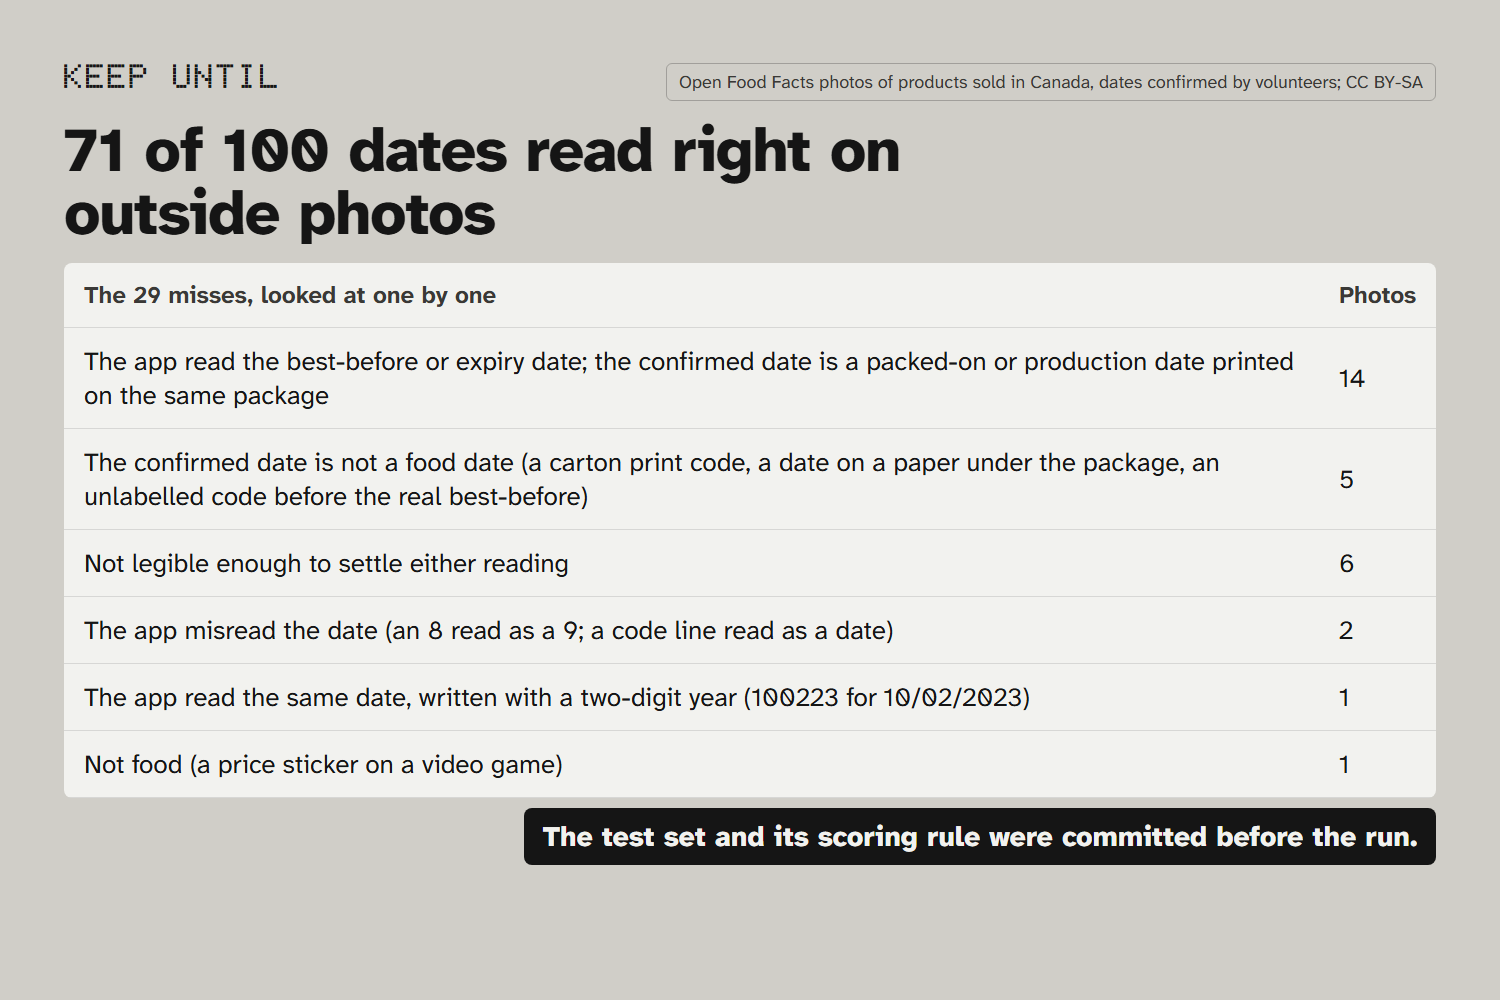 KEEP UNTIL
Open Food Facts photos of products sold in Canada, dates confirmed by volunteers; CC BY-SA
71 of 100 dates read right on
outside photos
The 29 misses, looked at one by one Photos
The app read the best-before or expiry date; the confirmed date is a packed-on or production date printed
on the same package
14
The confirmed date is not a food date (a carton print code, a date on a paper under the package, an
unlabelled code before the real best-before)
5
Not legible enough to settle either reading 6
The app misread the date (an 8 read as a 9; a code line read as a date) 2
The app read the same date, written with a two-digit year (100223 for 10/02/2023) 1
Not food (a price sticker on a video game) 1
The test set and its scoring rule were committed before the run.